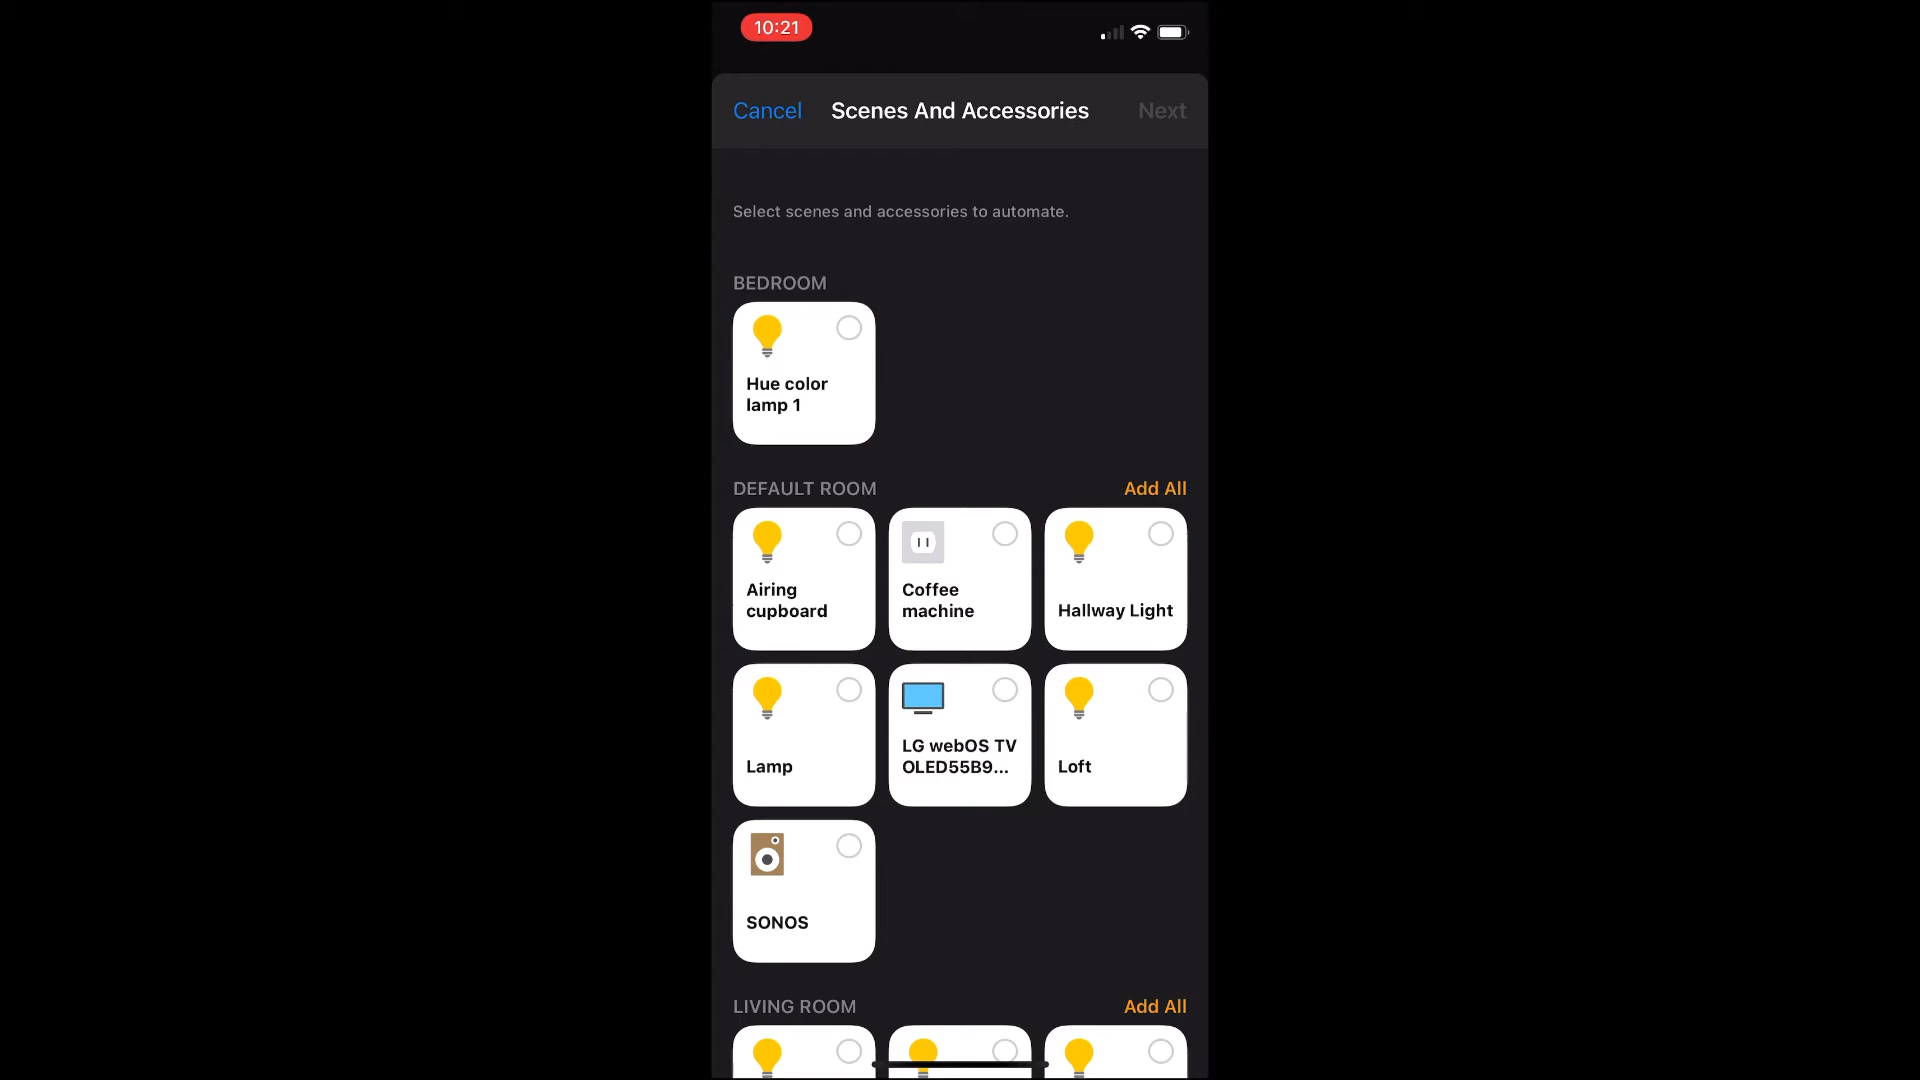 10:21
Cancel Scenes And Accessories Next
Select scenes and accessories to automate.
BEDROOM
Hue color
lamp 1
DEFAULT ROOM Add All
Airing
cupboard
Coffee
machine
Hallway Light
Lamp
LG webOS TV
OLED55B9...
Loft
SONOS
LIVING ROOM Add All